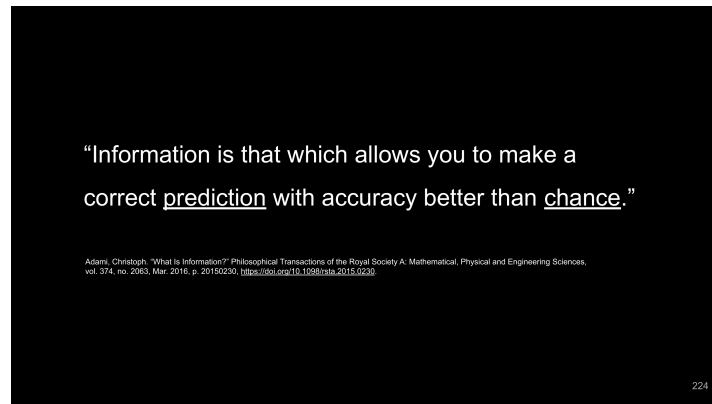 “Information is that which allows you to make a
correct prediction with accuracy better than chance.”
Adami, Christoph. “What Is Information?” Philosophical Transactions of the Royal Society A: Mathematical, Physical and Engineering Sciences,
vol. 374, no. 2063, Mar. 2016, p. 20150230, https://doi.org/10.1098/rsta.2015.0230.
224